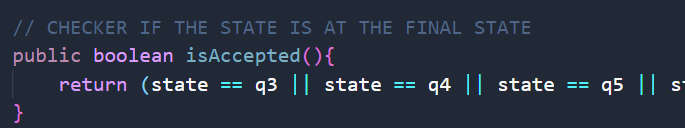 // CHECKER IF THE STATE IS AT THE FINAL STATE
public boolean isAccepted(){
return (state == q3 || state == q4 || state == q5 ||
}